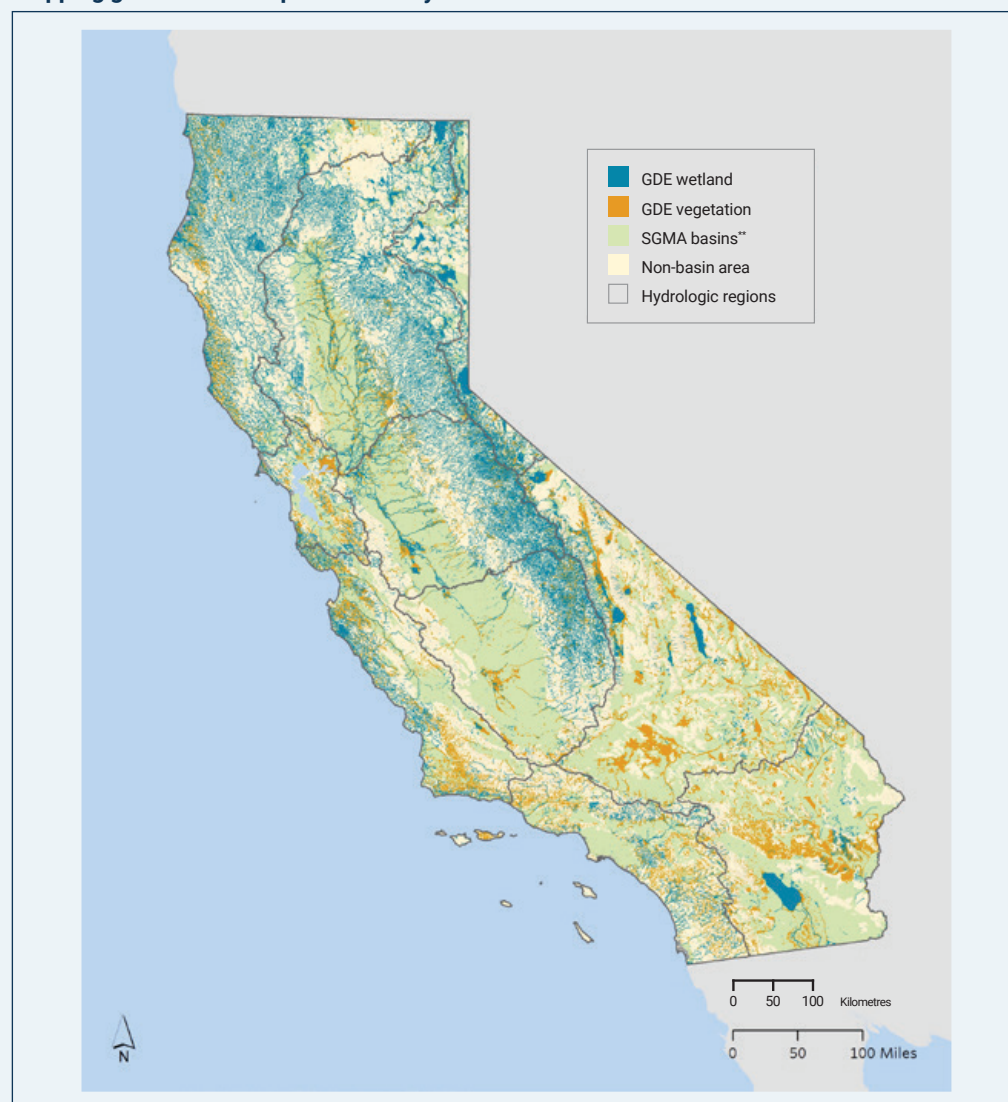 GDE wetland
GDE vegetation
SGMA basins**
Non-basin area
Hydrologic regions
0 50 100 Kilometres
0 50 100 Miles
N